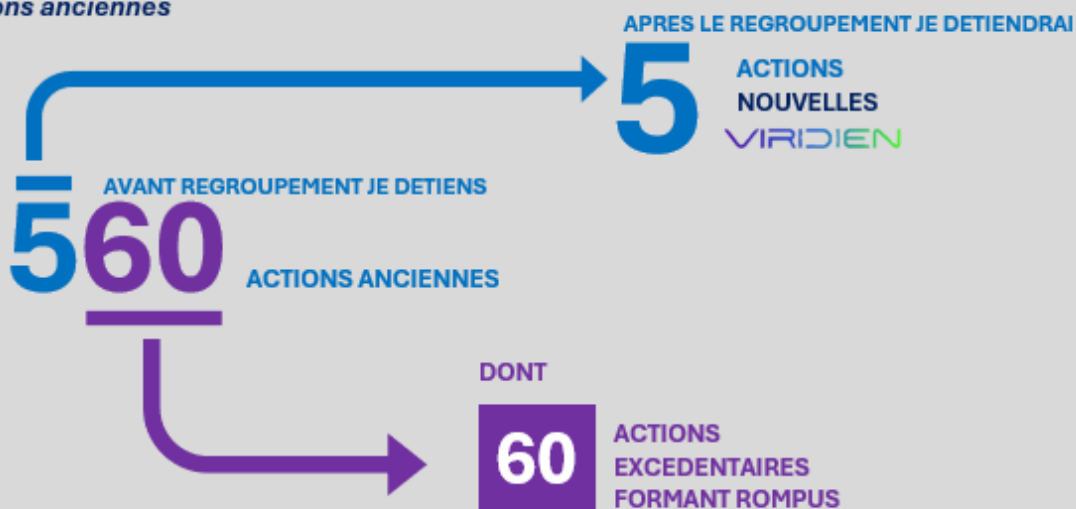 ons anciennes
APRES LE REGROUPEMENT JE DETIENDRAI
5
ACTIONS
NOUVELLES
VIRIDIEN
AVANT REGROUPEMENT JE DETIENS
560
ACTIONS ANCIENNES
DONT
60
ACTIONS
EXCEDENTAIRES
FORMANT ROMPUS